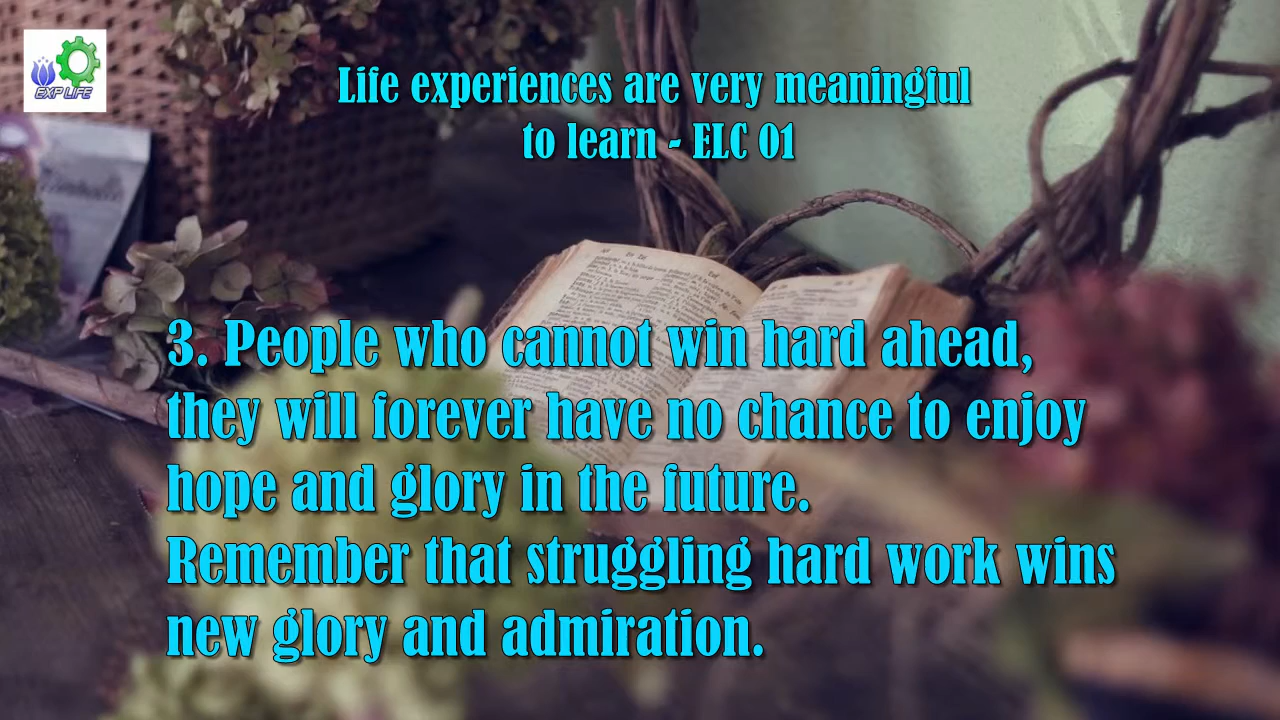 EXP LIFE
Life experiences are very meaningful
to learn - ELC 01
3. People who cannot win hard ahead,
they will forever have no chance to enjoy
hope and glory in the future.
Remember that struggling hard work wins
new glory and admiration.